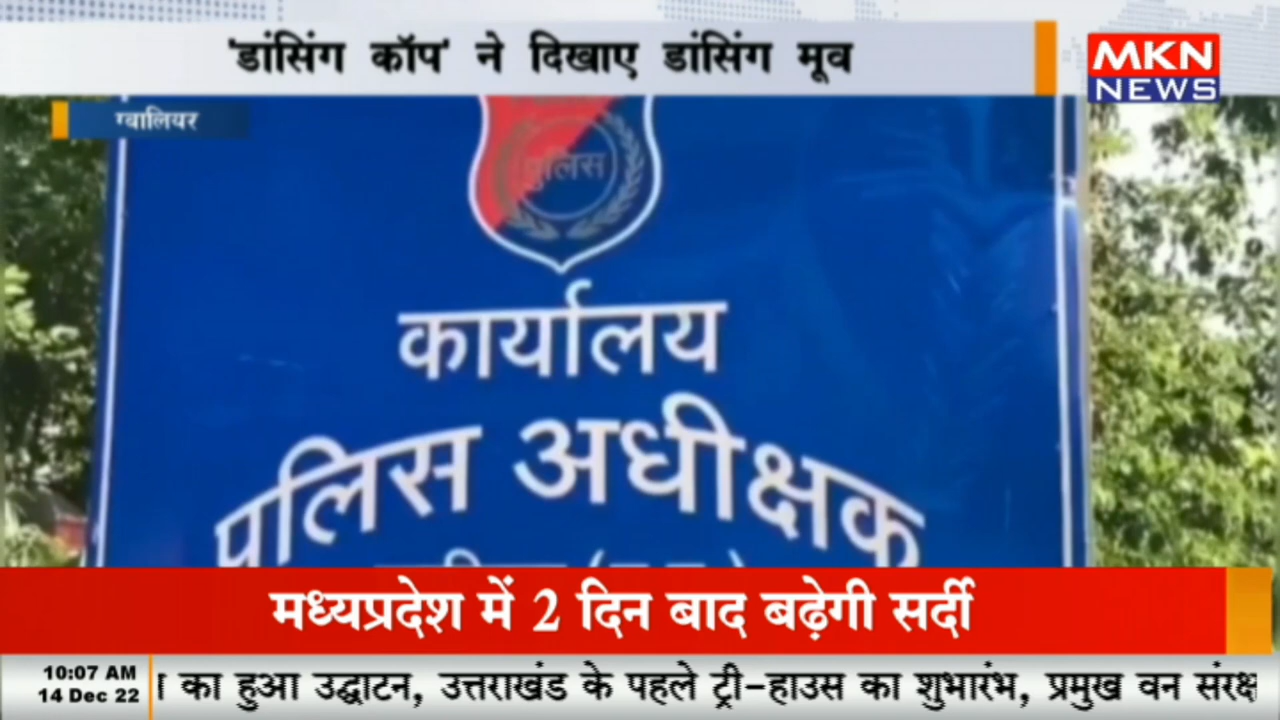 'डांसिंग कॉप' ने दिखाए डांसिंग मूव
MKN
NEWS
ग्वालियर
पुलिस
कार्यालय
पुलिस अधीक्षक
मध्यप्रदेश में 2 दिन बाद बढ़ेगी सर्दी
10:07 AM
14 Dec 22
का हुआ उद्घाटन, उत्तराखंड के पहले ट्री-हाउस का शुभारंभ, प्रमुख वन संरक्ष